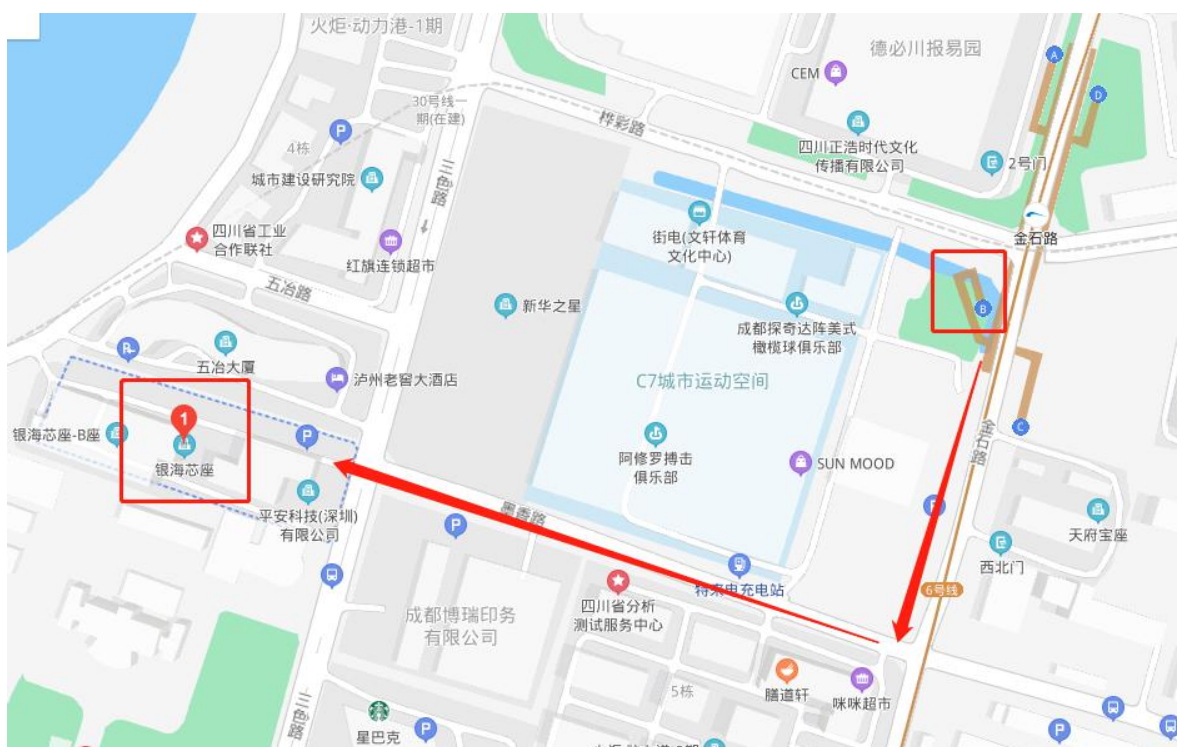 火炬·动力港-1期
德必川报易园
CEM
A
D
30号线一
期(在建)
桦彩路
P
4栋
四川正浩时代文化
传播有限公司
2号门
三色路
城市建设研究院
四川省工业
合作联社
街电(文轩体育
文化中心)
金石路
红旗连锁超市
五冶路
新华之星
B
成都探奇达阵美式
橄榄球俱乐部
五冶大厦
泸州老窖大酒店
C7城市运动空间
1
银海芯座-B座
P
银海芯座
金石路
C
阿修罗搏击
俱乐部
SUN MOOD
平安科技(深圳)
有限公司
墨香路
P
P
天府宝座
西北门
特来电充电站
6号线
四川省分析
测试服务中心
成都博瑞印务
有限公司
5栋
膳道轩
咪咪超市
三色路
星巴克
P
P